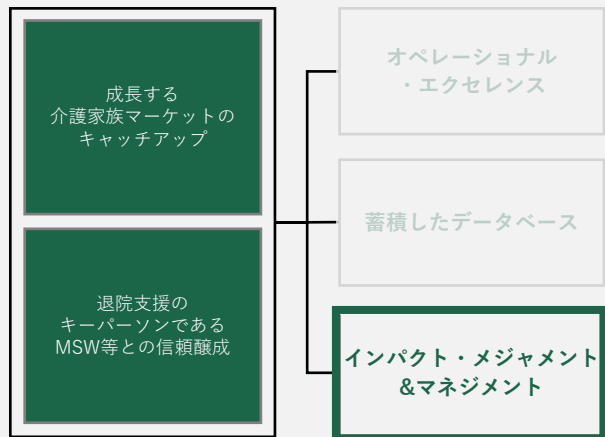 成長する
介護家族マーケットの
キャッチアップ
退院支援の
キーパーソンである
MSW等との信頼醸成
オペレーショナル
・エクセレンス
蓄積したデータベース
インパクト・メジャメント
&マネジメント